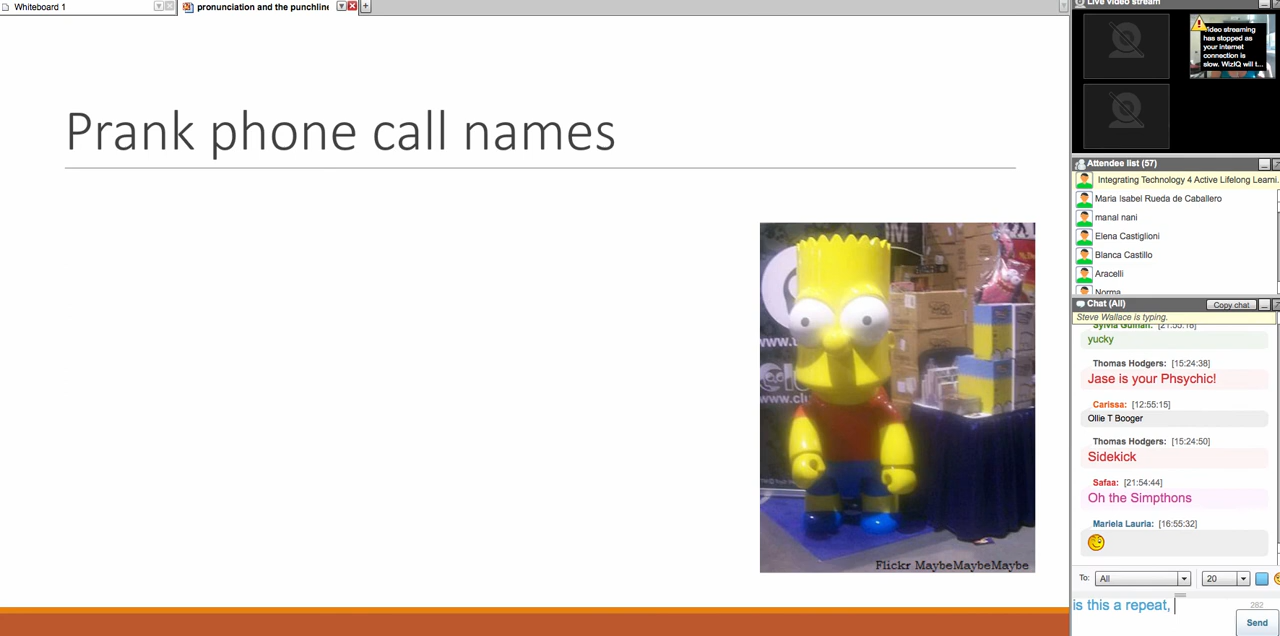 Whiteboard 1
pronunciation and the punchline
Prank phone call names
www.
www.clu
Flickr MaybeMaybeMaybe
Live video stream
Video streaming
has stopped as
your internet
connection is
slow. WizIQ will t...
Attendee list (57)
Integrating Technology 4 Active Lifelong Learni.
Maria Isabel Rueda de Caballero
manal nani
Elena Castiglioni
Blanca Castillo
Aracelli
Norma
Chat (All)
Copy chat
Steve Wallace is typing.
yucky
Thomas Hodgers: [15:24:38]
Jase is your Phsychic!
Carissa: [12:55:15]
Ollie T Booger
Thomas Hodgers: [15:24:50]
Sidekick
Safaa: [21:54:44]
Oh the Simpthons
Mariela Lauria: [16:55:32]
To: All 20
is this a repeat,
282
Send